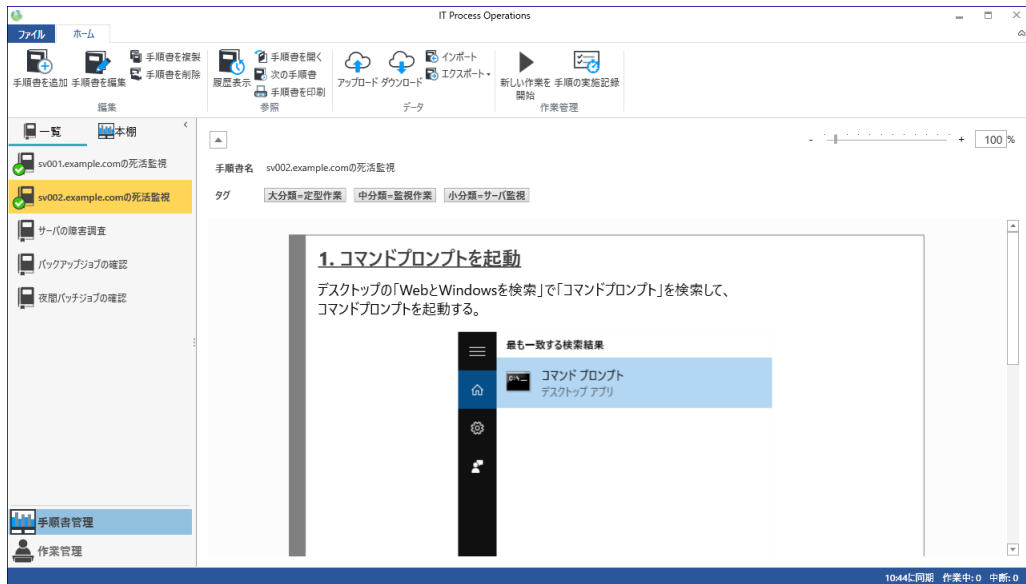 IT Process Operations
ファイル ホーム
手順書を追加 手順書を編集 手順書を複製 手順書を削除
編集
履歴表示 手順書を開く 次の手順書 手順書を印刷
参照
アップロード ダウンロード インポート エクスポート
データ
新しい作業を開始 手順の実施記録
作業管理
一覧 本棚
sv001.example.comの死活監視
sv002.example.comの死活監視
サーバの障害調査
バックアップジョブの確認
夜間バッチジョブの確認
手順書管理
作業管理
- + 100 %
手順書名 sv002.example.comの死活監視
タグ 大分類=定型作業 中分類=監視作業 小分類=サーバ監視
1. コマンドプロンプトを起動
デスクトップの「WebとWindowsを検索」で「コマンドプロンプト」を検索して、
コマンドプロンプトを起動する。
最も一致する検索結果
C:\_
コマンド プロンプト
デスクトップ アプリ
10:44に同期 作業中: 0 中断: 0